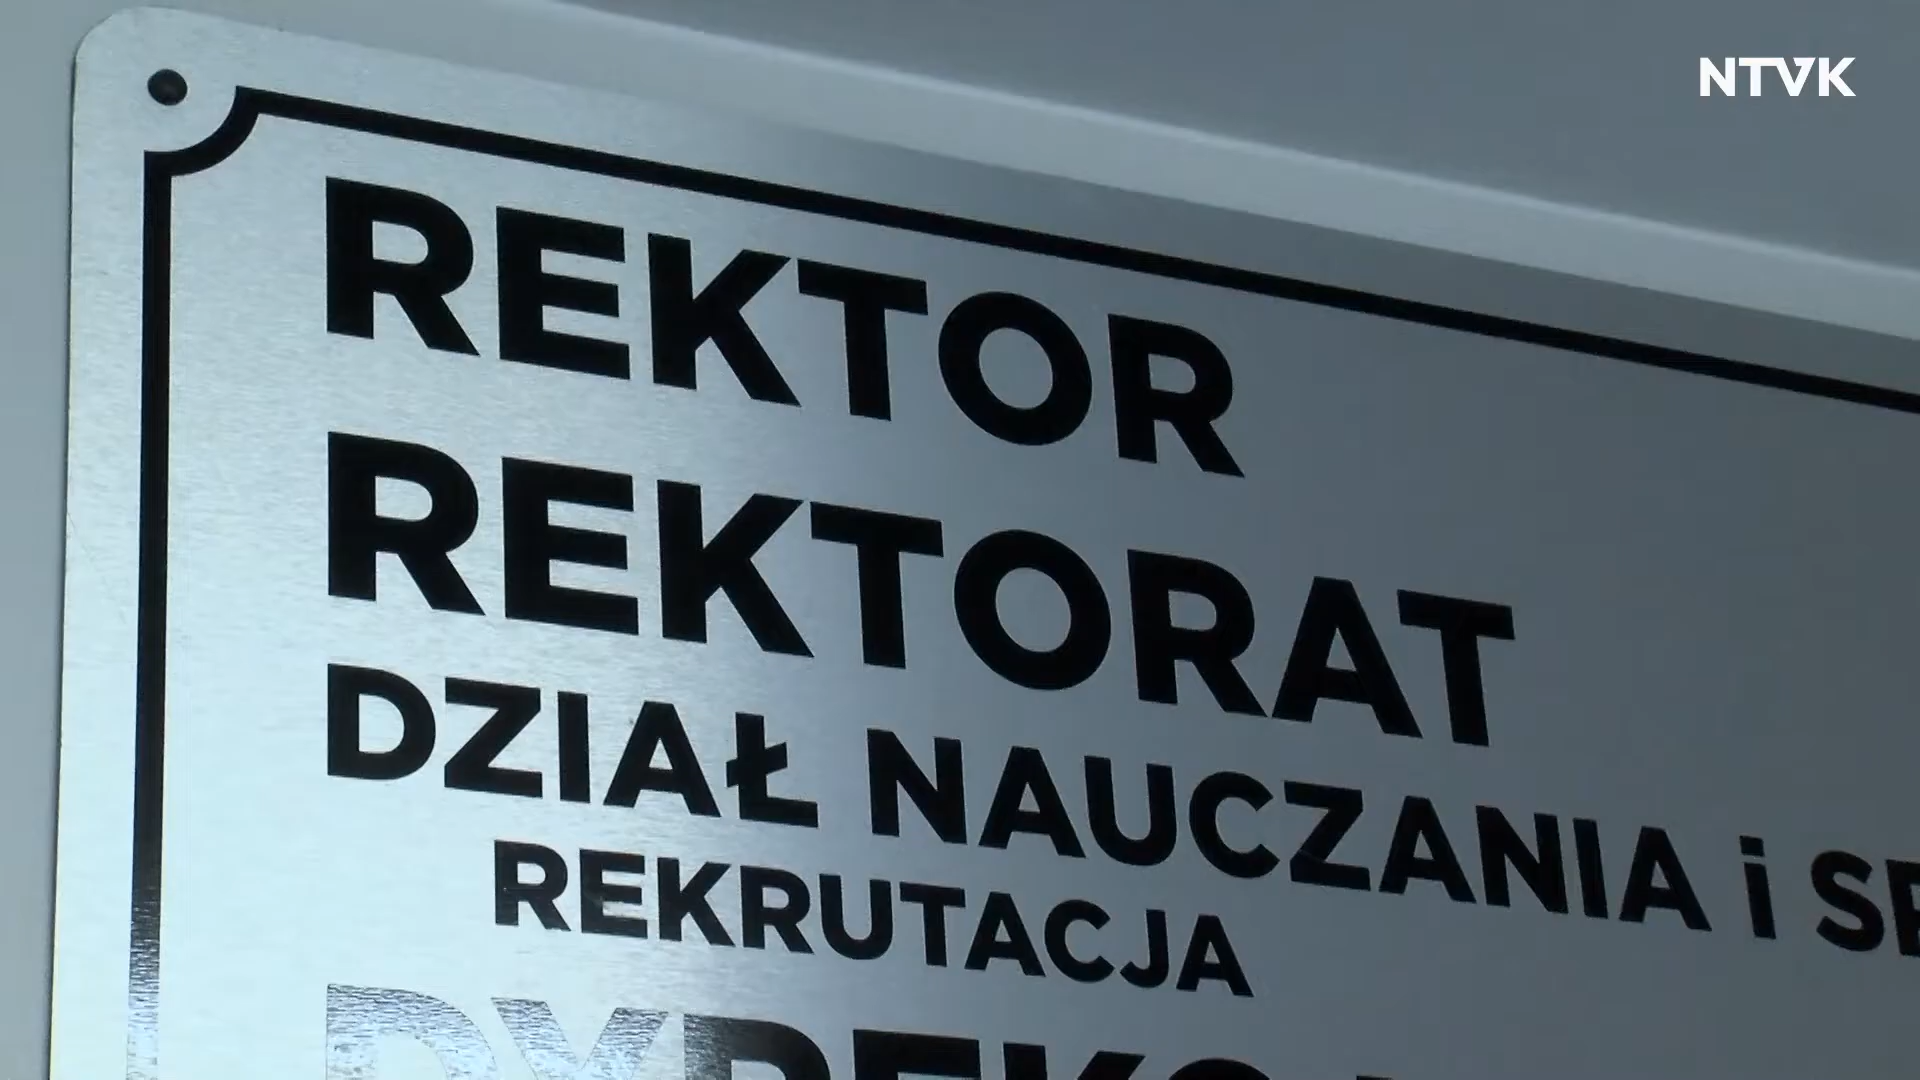 NTVK
REKTOR
REKTORAT
DZIAŁ NAUCZANIA i
REKRUTACJA